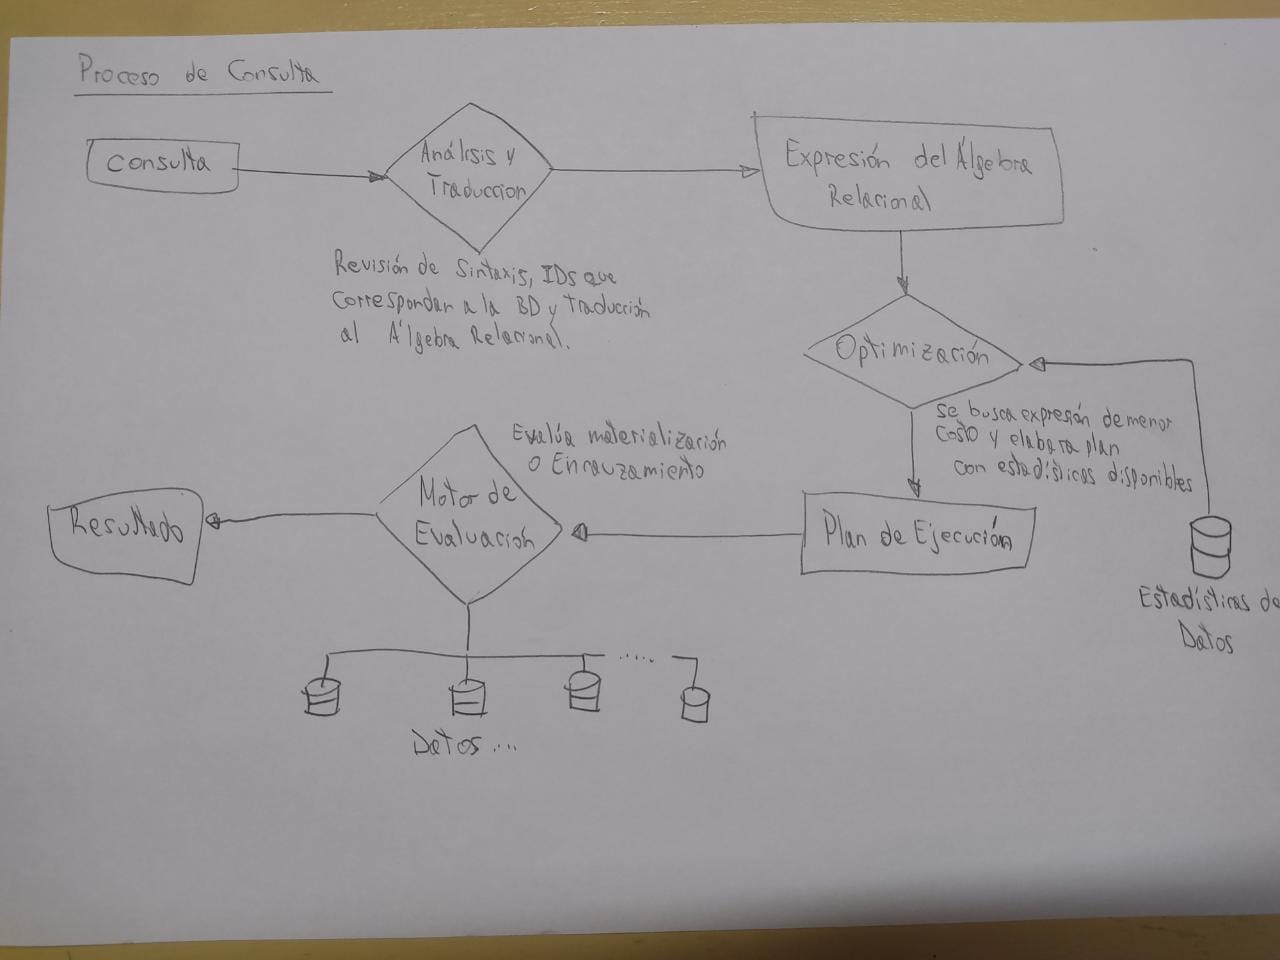 Proceso de Consulta
Consulta
Análisis y
Traduccion
Expresión del Álgebra
Relacional
Revisión de Sintaxis, IDs que
correspondan a la BD y traducción
al Álgebra Relacional.
Optimización
Se busca expresión de menor
costo y elabora plan
con estadísticas disponibles
Evalúa materialización
o Encauzamiento
Motor de
Evaluación
Resultado
Plan de Ejecución
Estadísticas de
Datos
.....
Datos ...